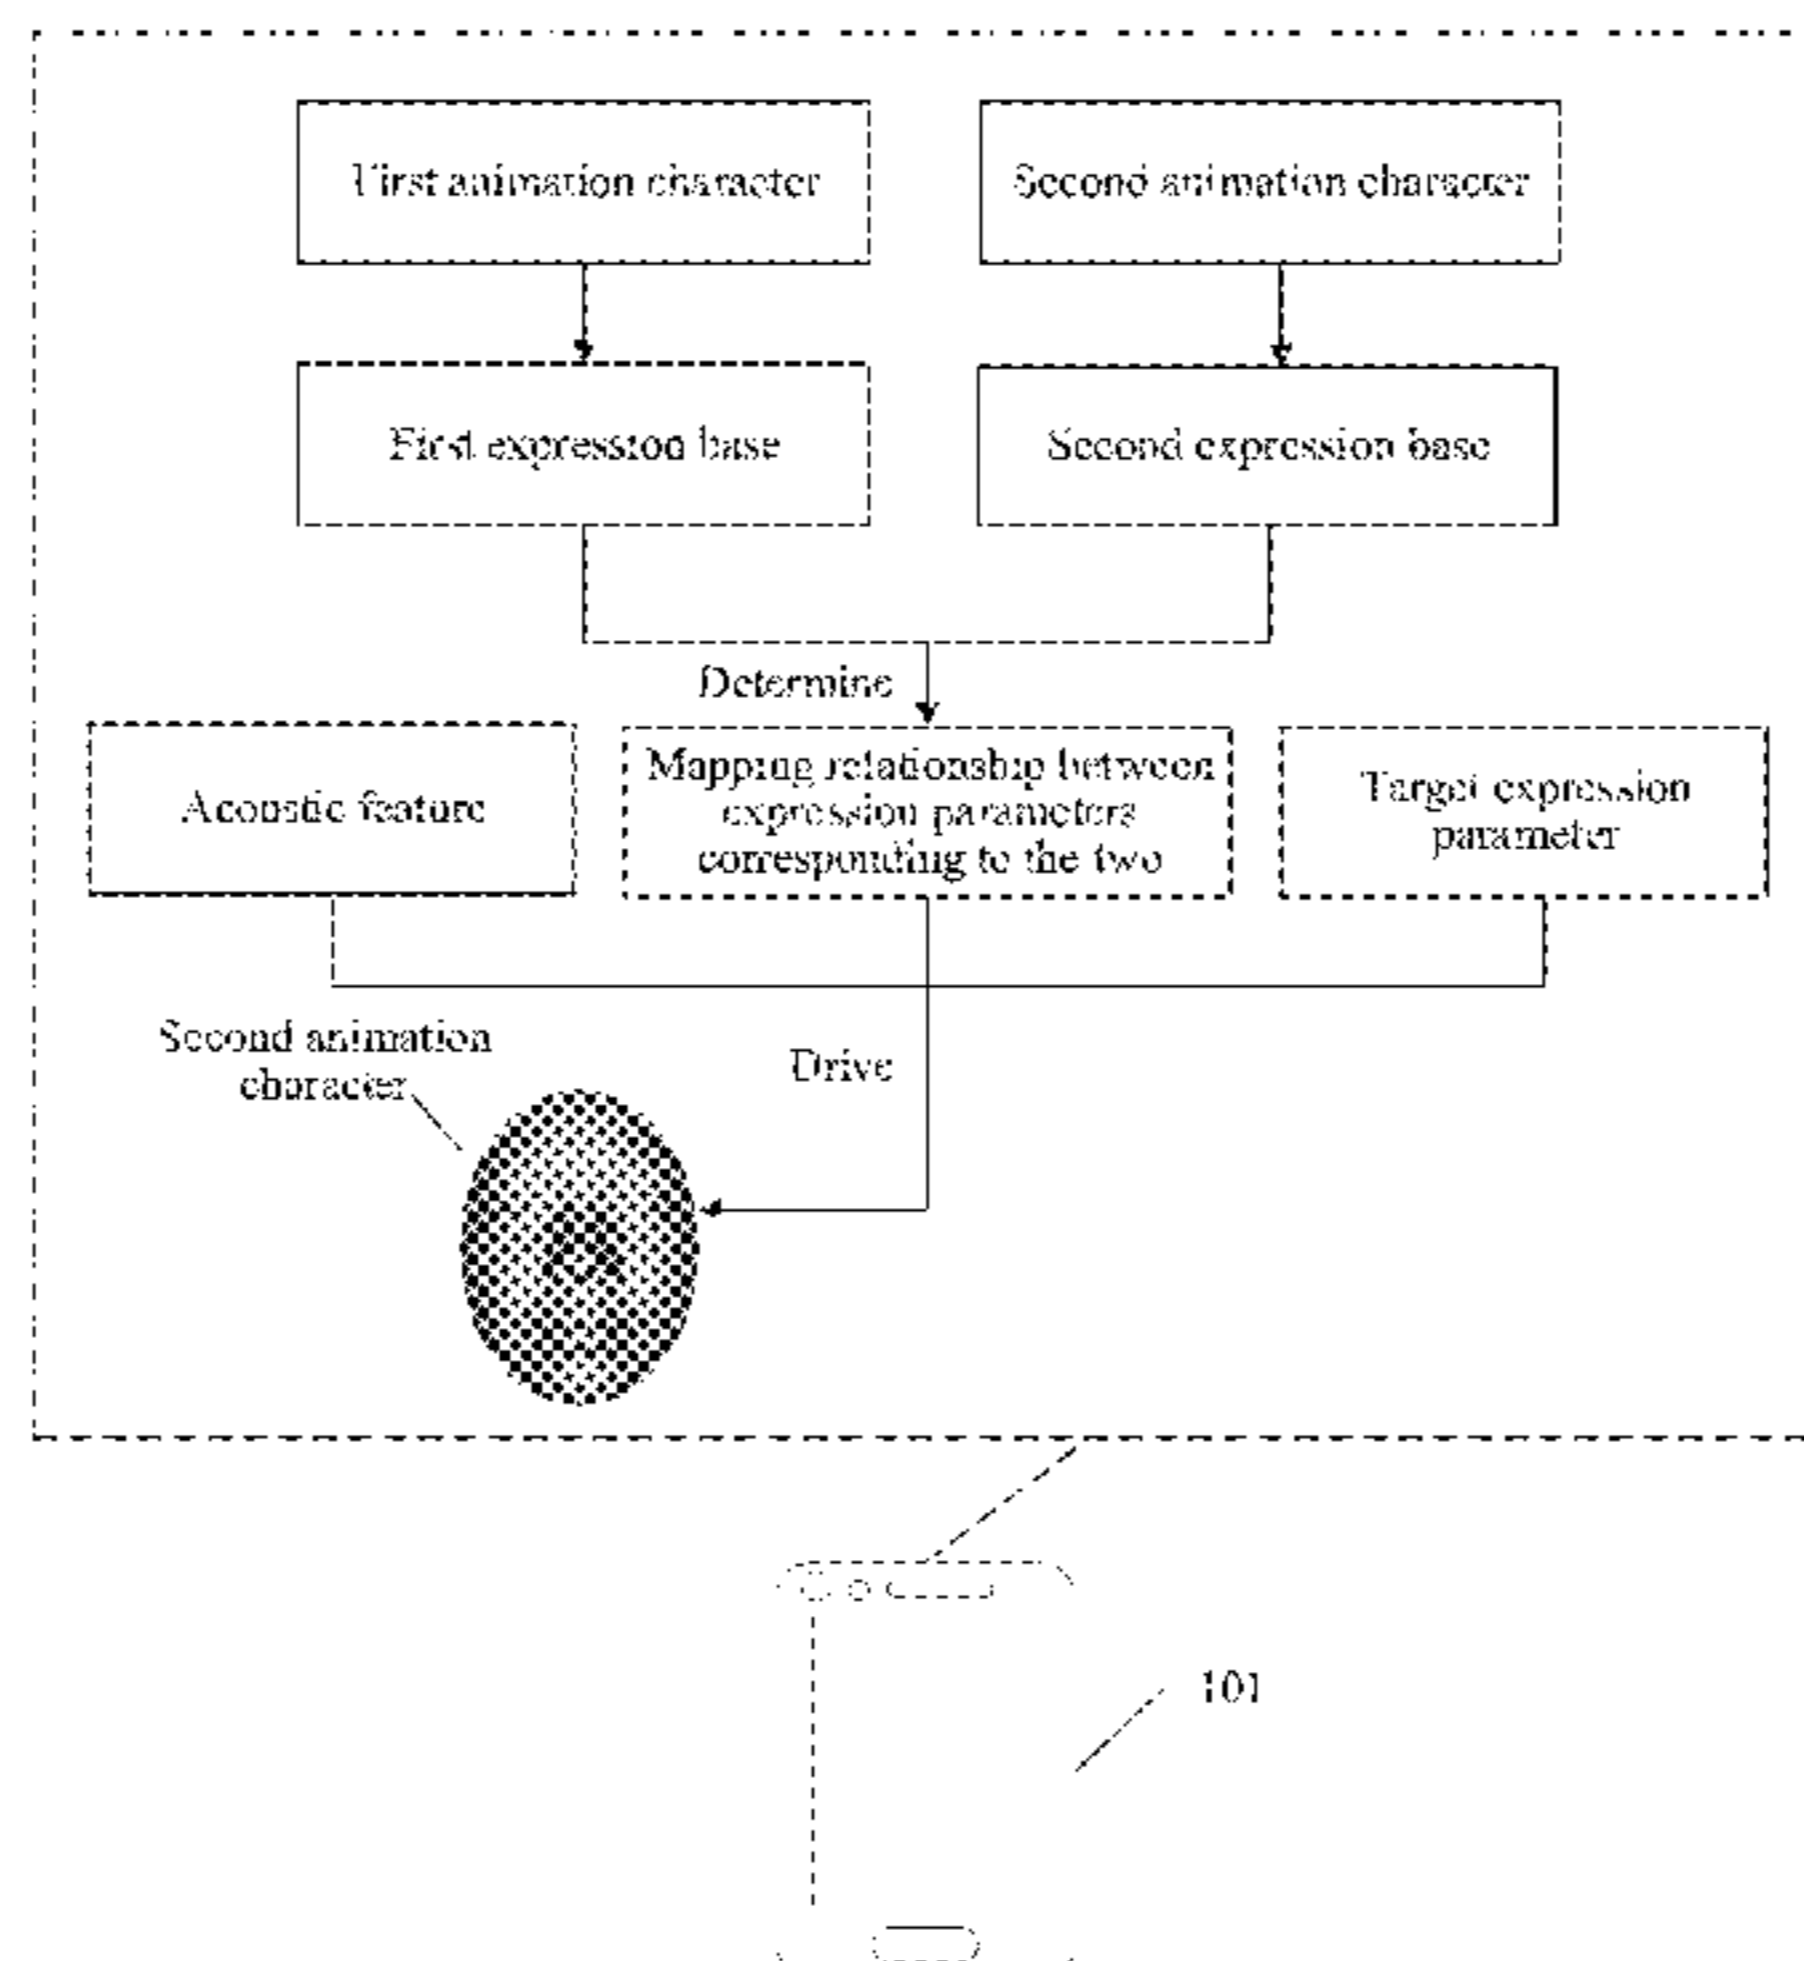 First animation character
Second animation character
First expression base
Second expression base
Determine
Acoustic feature
Mapping relationship between
expression parameters
corresponding to the two
Target expression
parameter
Second animation
character
Drive
101